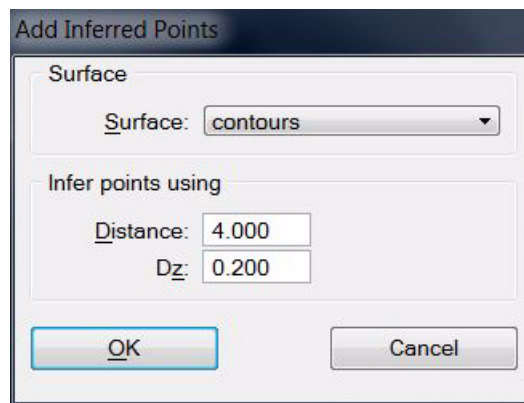 Add Inferred Points
Surface
Surface: contours
Infer points using
Distance: 4.000
Dz: 0.200
OK Cancel